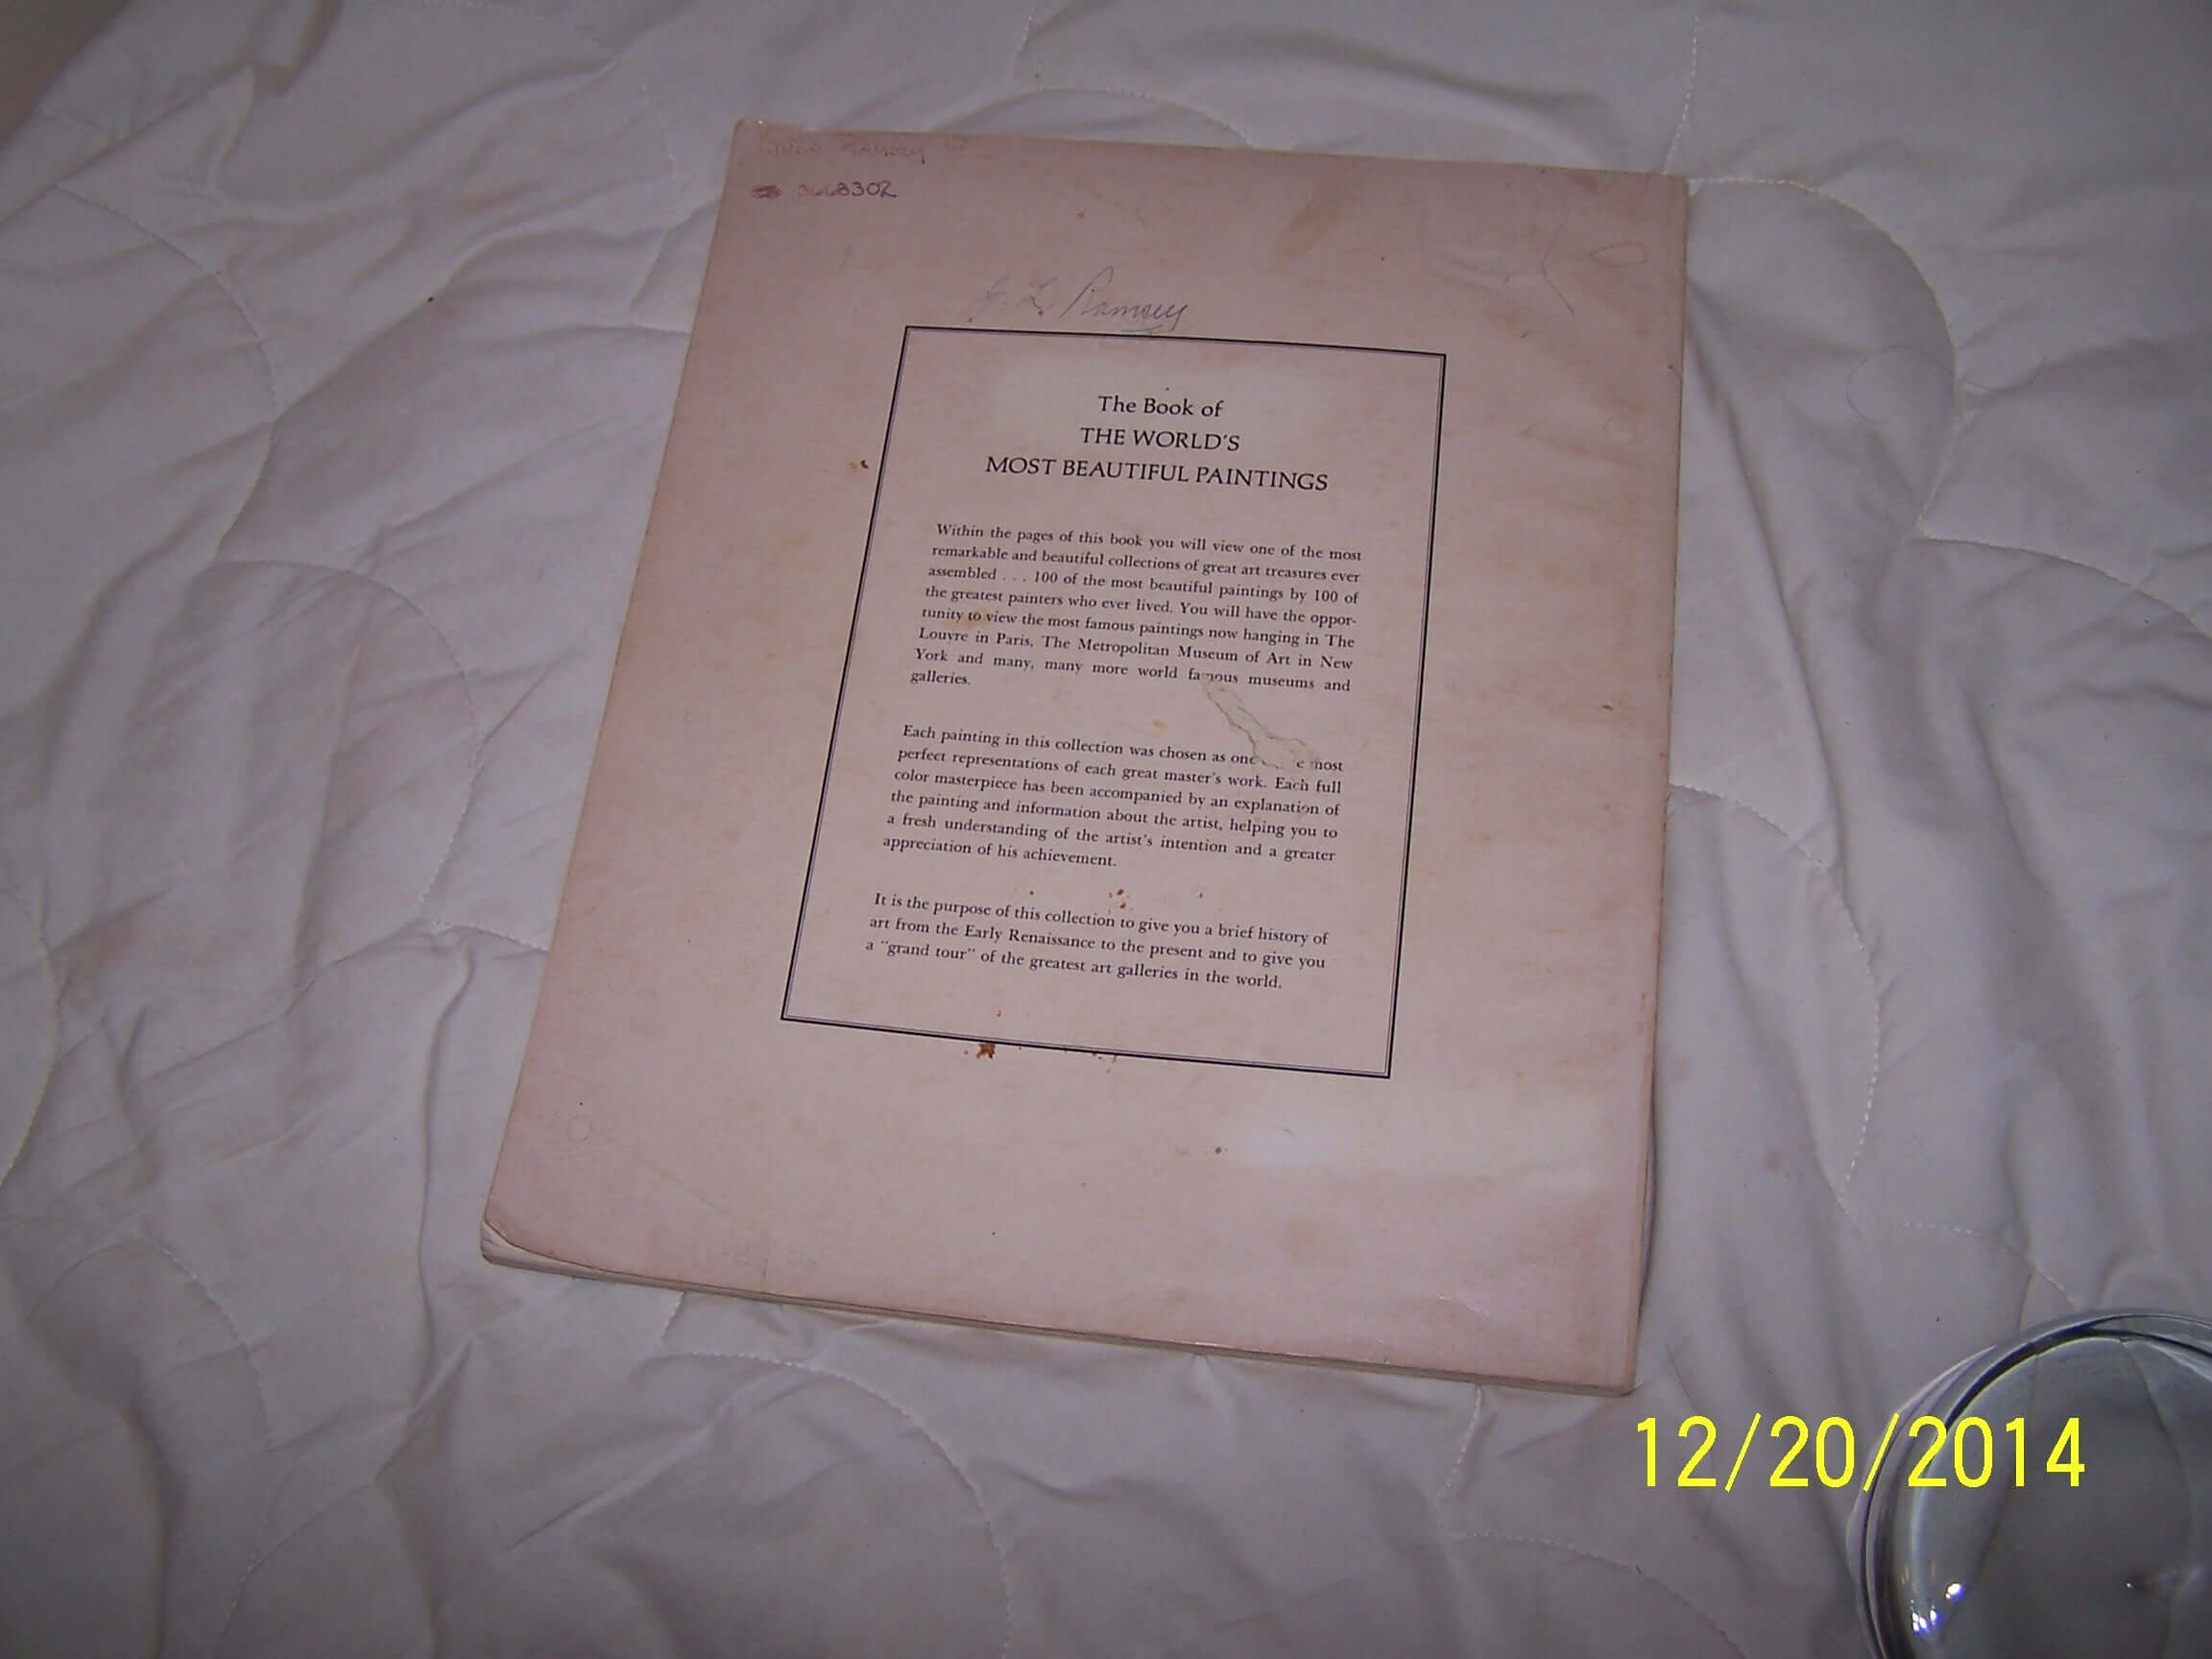 Ramsey
3668302
J. L. Ramsey
The Book of
THE WORLD'S
MOST BEAUTIFUL PAINTINGS
Within the pages of this book you will view one of the most
remarkable and beautiful collections of great art treasures ever
assembled . . . 100 of the most beautiful paintings by 100 of
the greatest painters who ever lived. You will have the oppor-
tunity to view the most famous paintings now hanging in The
Louvre in Paris, The Metropolitan Museum of Art in New
York and many, many more world famous museums and
galleries.
Each painting in this collection was chosen as one most
perfect representations of each great master's work. Each full
color masterpiece has been accompanied by an explanation of
the painting and information about the artist, helping you to
a fresh understanding of the artist's intention and a greater
appreciation of his achievement.
It is the purpose of this collection to give you a brief history of
art from the Early Renaissance to the present and to give you
a "grand tour" of the greatest art galleries in the world.
12/20/2014